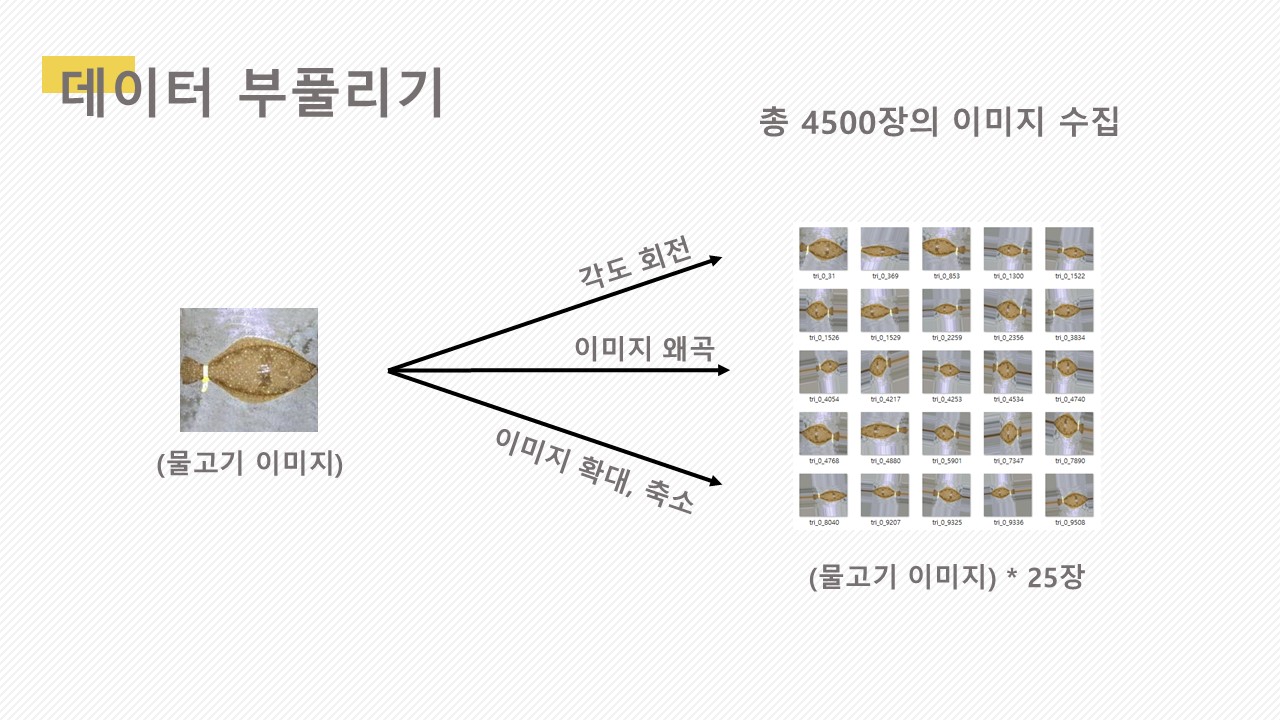 데이터 부풀리기
총 4500장의 이미지 수집
각도 회전
이미지 왜곡
이미지 확대, 축소
(물고기 이미지)
tri_0_31 tri_0_369 tri_0_853 tri_0_1300 tri_0_1522
tri_0_1526 tri_0_1529 tri_0_2259 tri_0_2356 tri_0_3834
tri_0_4054 tri_0_4217 tri_0_4253 tri_0_4534 tri_0_4740
tri_0_4768 tri_0_4880 tri_0_5901 tri_0_7347 tri_0_7890
tri_0_8040 tri_0_9207 tri_0_9325 tri_0_9336 tri_0_9508
(물고기 이미지) * 25장